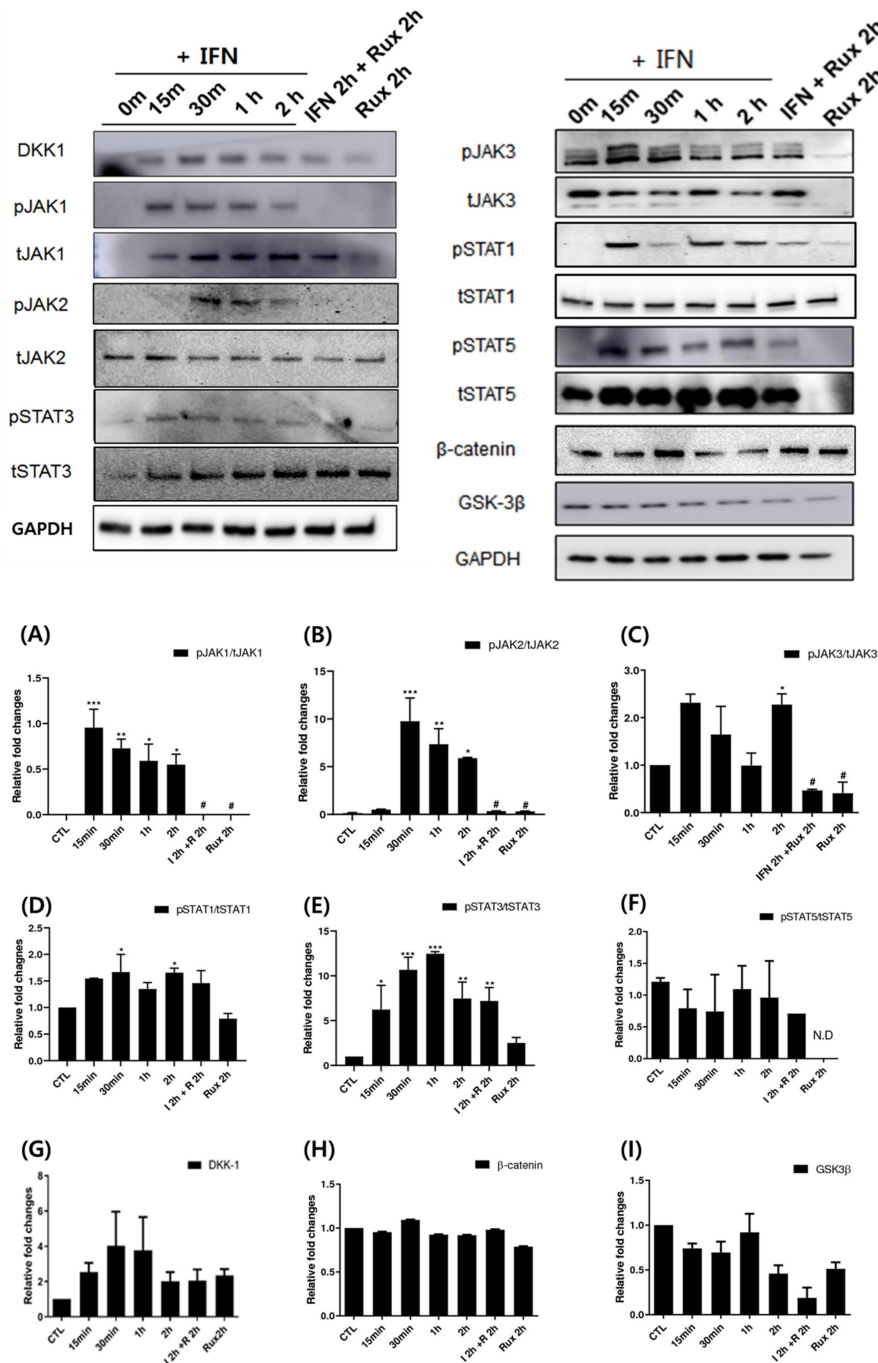 + IFN
0m 15m 30m 1 h 2 h IFN 2h + Rux 2h Rux 2h
DKK1
pJAK1
tJAK1
pJAK2
tJAK2
pSTAT3
tSTAT3
GAPDH
+ IFN
0m 15m 30m 1 h 2 h IFN + Rux 2h Rux 2h
pJAK3
tJAK3
pSTAT1
tSTAT1
pSTAT5
tSTAT5
β-catenin
GSK-3β
GAPDH
(A)
pJAK1/tJAK1
Relative fold changes
1.5
1.0
0.5
0.0
*** ** * * # #
CTL 15min 30min 1h 2h I 2h +R 2h Rux 2h
(B)
pJAK2/tJAK2
Relative fold changes
15
10
5
0
*** ** * # #
CTL 15min 30min 1h 2h I 2h +R 2h Rux 2h
(C)
pJAK3/tJAK3
Relative fold changes
3.0
2.0
1.0
0.0
* # #
CTL 15min 30min 1h 2h IFN 2h +Rux 2h Rux 2h
(D)
pSTAT1/tSTAT1
Relative fold chagnes
2.0
1.5
1.0
0.5
0.0
* *
CTL 15min 30min 1h 2h I 2h +R 2h Rux 2h
(E)
pSTAT3/tSTAT3
Relative fold changes
15
10
5
0
* *** *** ** **
CTL 15min 30min 1h 2h I 2h +R 2h Rux 2h
(F)
pSTAT5/tSTAT5
Relative fold changes
2.0
1.5
1.0
0.5
0.0
N.D
CTL 15min 30min 1h 2h I 2h +R 2h Rux 2h
(G)
DKK-1
Relative fold changes
8
6
4
2
0
CTL 15min 30min 1h 2h I 2h +R 2h Rux2h
(H)
β-catenin
Relative fold changes
1.5
1.0
0.5
0.0
CTL 15min 30min 1h 2h I 2h +R 2h Rux 2h
(I)
GSK3β
Relative fold changes
1.5
1.0
0.5
0.0
CTL 15min 30min 1h 2h I 2h +R 2h Rux 2h